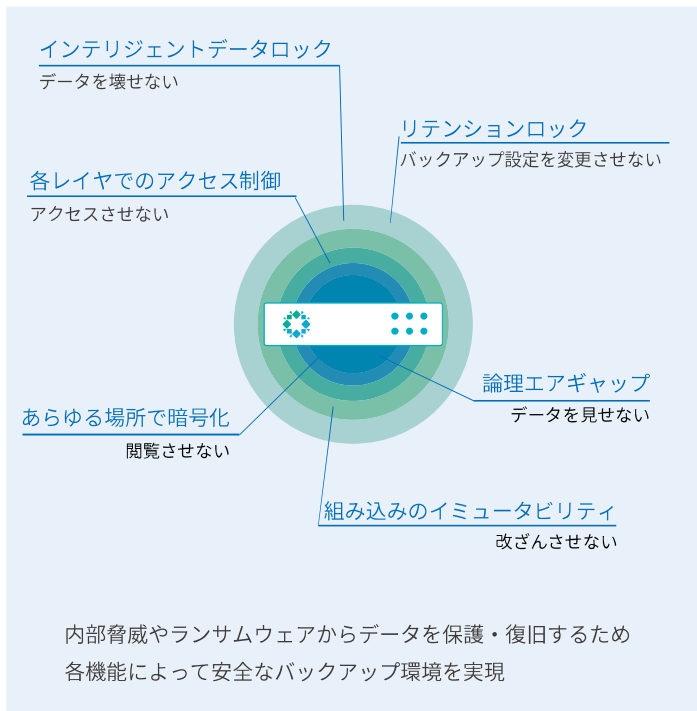 インテリジェントデータロック
データを壊せない
リテンションロック
バックアップ設定を変更させない
各レイヤでのアクセス制御
アクセスさせない
論理エアギャップ
データを見せない
あらゆる場所で暗号化
閲覧させない
組み込みのイミュータビリティ
改ざんさせない
内部脅威やランサムウェアからデータを保護・復旧するため
各機能によって安全なバックアップ環境を実現